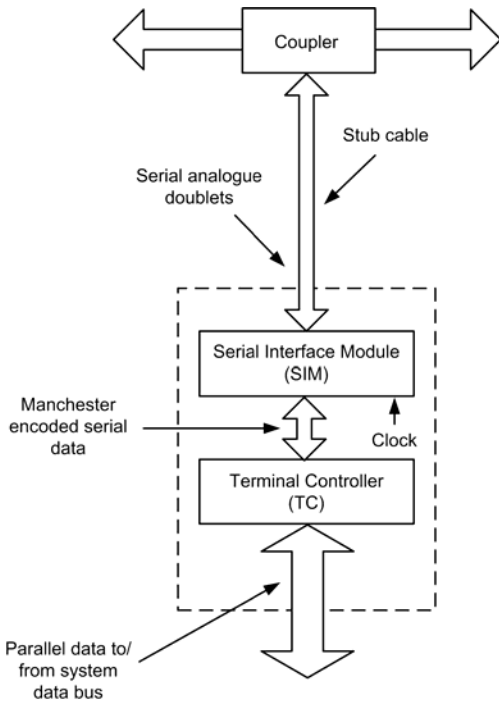 Coupler
Stub cable
Serial analogue
doublets
Serial Interface Module
(SIM)
Manchester
encoded serial
data
Clock
Terminal Controller
(TC)
Parallel data to/
from system
data bus